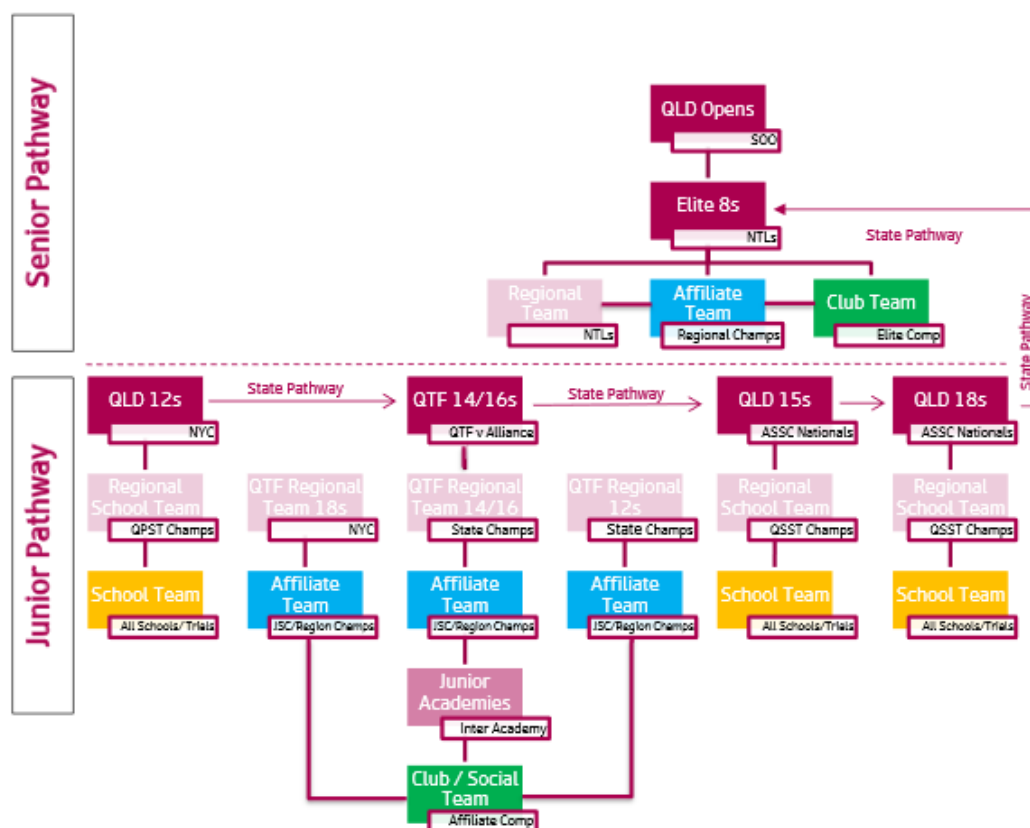 Senior Pathway
QLD Opens
SOO
Elite 8s
NTLs
State Pathway
Regional
Team
NTLs
Affiliate
Team
Regional Champs
Club Team
Elite Comp
State Pathway
Junior Pathway
QLD 12s
NYC
State Pathway
QTF 14/16s
QTF v Alliance
State Pathway
QLD 15s
ASSC Nationals
QLD 18s
ASSC Nationals
Regional
School Team
QPST Champs
QTF Regional
Team 18s
NYC
QTF Regional
Team 14/16
State Champs
QTF Regional
12s
State Champs
Regional
School Team
QSST Champs
Regional
School Team
QSST Champs
School Team
All Schools/Trials
Affiliate
Team
JSC/Region Champs
Affiliate
Team
JSC/Region Champs
Affiliate
Team
JSC/Region Champs
School Team
All Schools/Trials
School Team
All Schools/Trials
Junior
Academies
Inter Academy
Club / Social
Team
Affiliate Comp